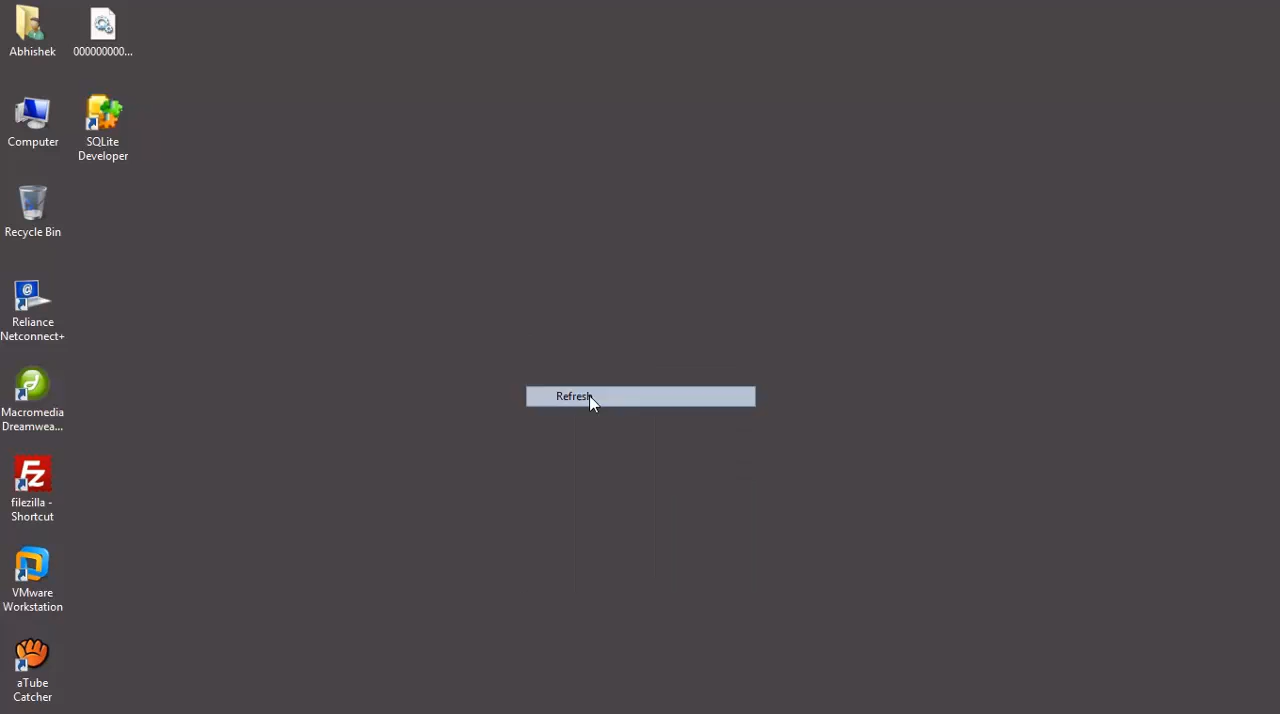 Abhishek
000000000...
Computer
SQLite
Developer
Recycle Bin
Reliance
Netconnect+
Macromedia
Dreamwea...
filezilla -
Shortcut
VMware
Workstation
aTube
Catcher
Refresh